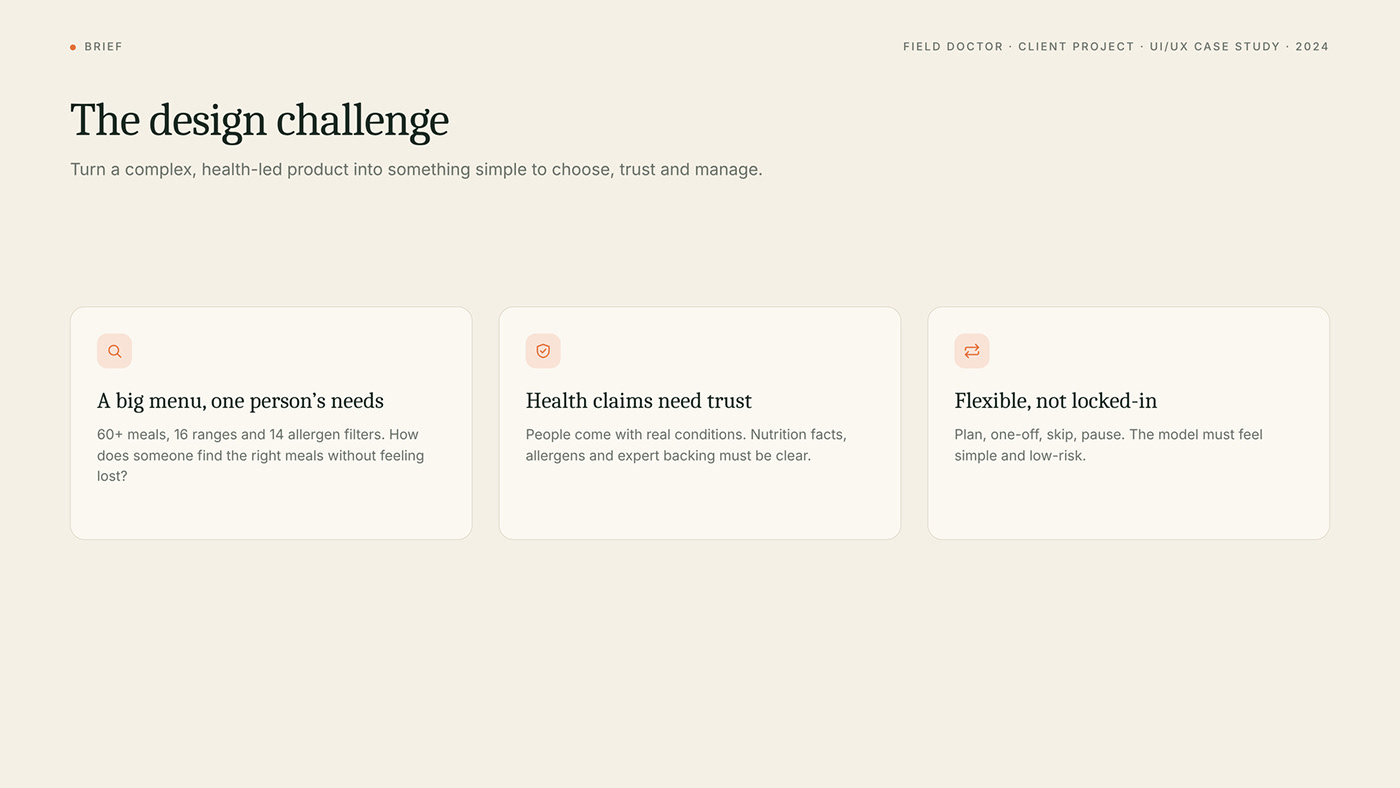 BRIEF
FIELD DOCTOR · CLIENT PROJECT · UI/UX CASE STUDY · 2024
The design challenge
Turn a complex, health-led product into something simple to choose, trust and manage.
A big menu, one person’s needs
60+ meals, 16 ranges and 14 allergen filters. How
does someone find the right meals without feeling
lost?
Health claims need trust
People come with real conditions. Nutrition facts,
allergens and expert backing must be clear.
Flexible, not locked-in
Plan, one-off, skip, pause. The model must feel
simple and low-risk.